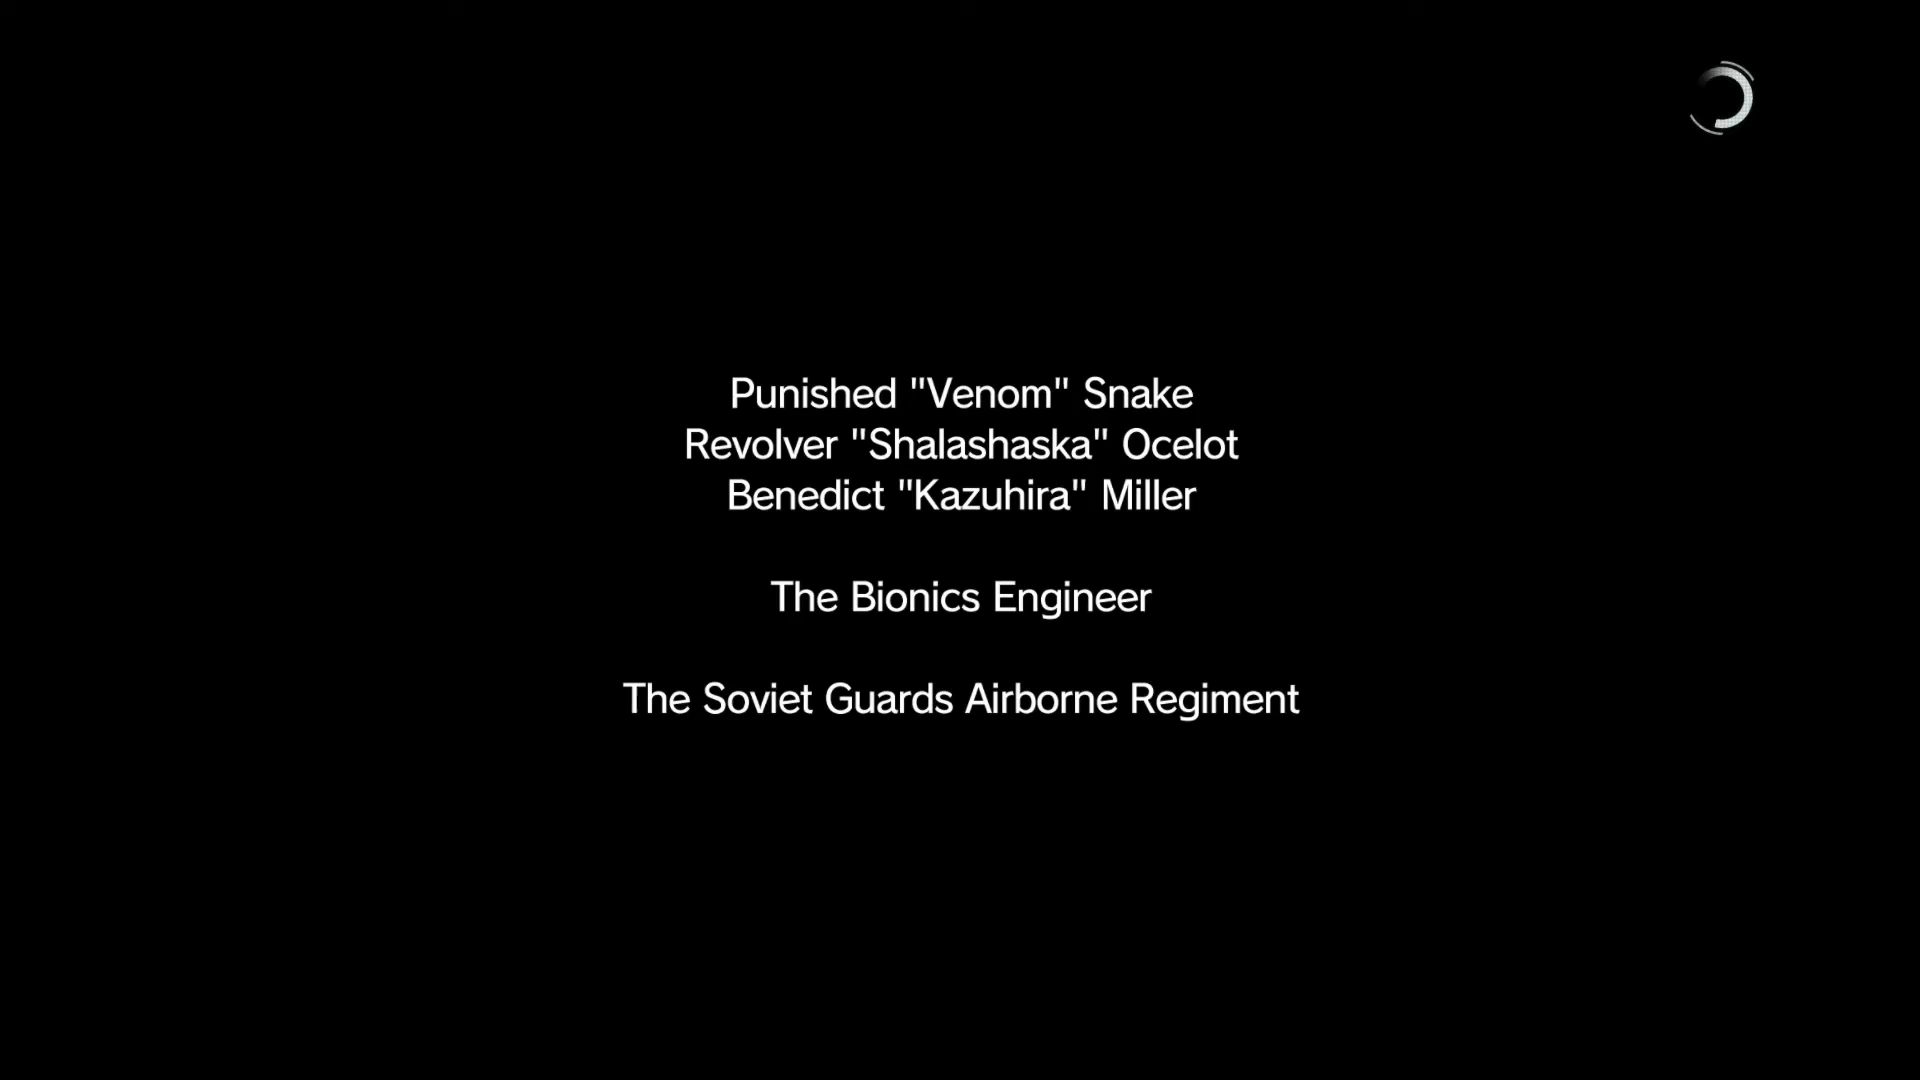 Punished "Venom" Snake
Revolver "Shalashaska" Ocelot
Benedict "Kazuhira" Miller
The Bionics Engineer
The Soviet Guards Airborne Regiment